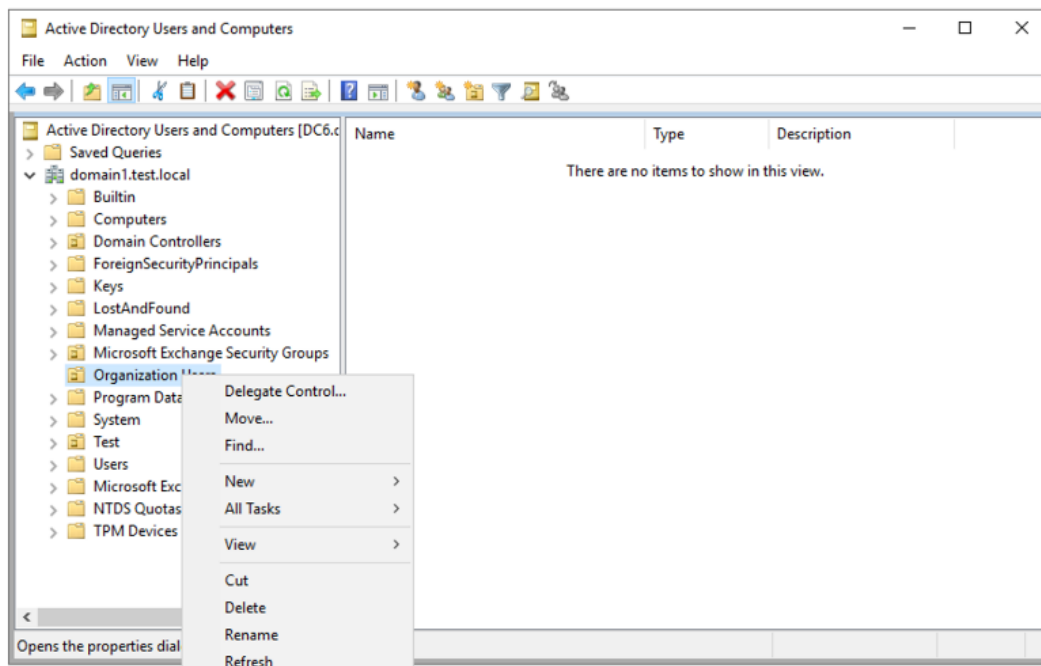 Active Directory Users and Computers
File Action View Help
Active Directory Users and Computers [DC6.d
Saved Queries
domain1.test.local
Builtin
Computers
Domain Controllers
ForeignSecurityPrincipals
Keys
LostAndFound
Managed Service Accounts
Microsoft Exchange Security Groups
Organization Users
Program Data
System
Test
Users
Microsoft Exc
NTDS Quotas
TPM Devices
Name Type Description
There are no items to show in this view.
Delegate Control...
Move...
Find...
New
All Tasks
View
Cut
Delete
Rename
Refresh
Opens the properties dial